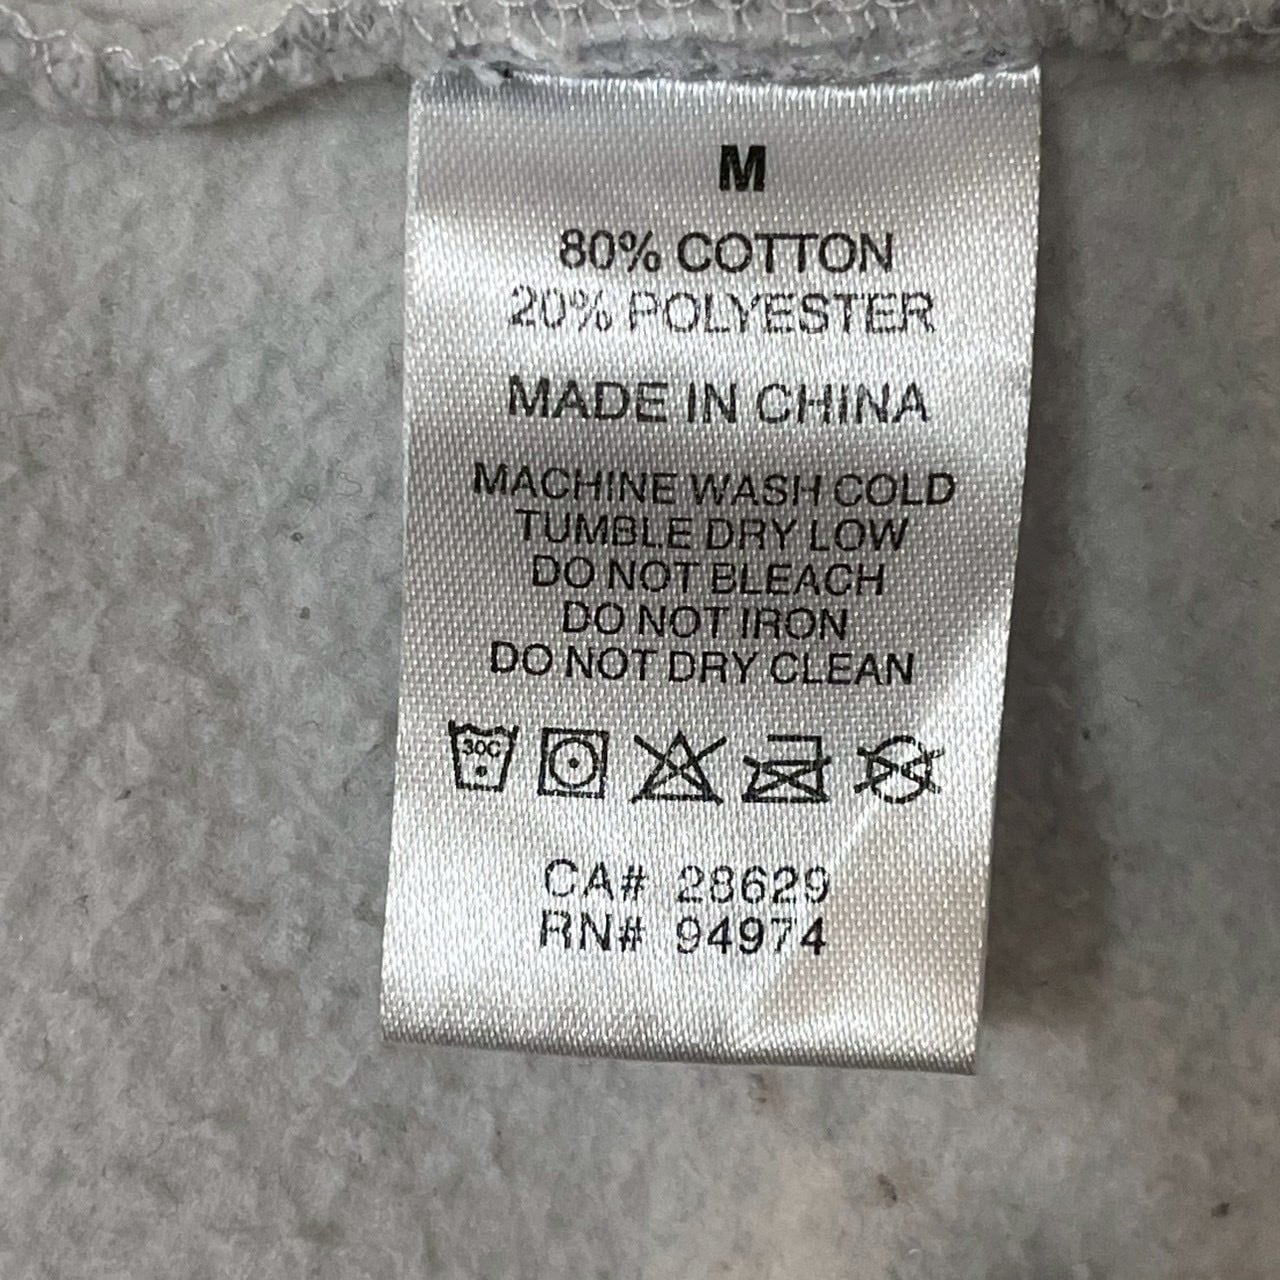 M
80% COTTON
20% POLYESTER
MADE IN CHINA
MACHINE WASH COLD
TUMBLE DRY LOW
DO NOT BLEACH
DO NOT IRON
DO NOT DRY CLEAN
30C
CA# 28629
RN# 94974